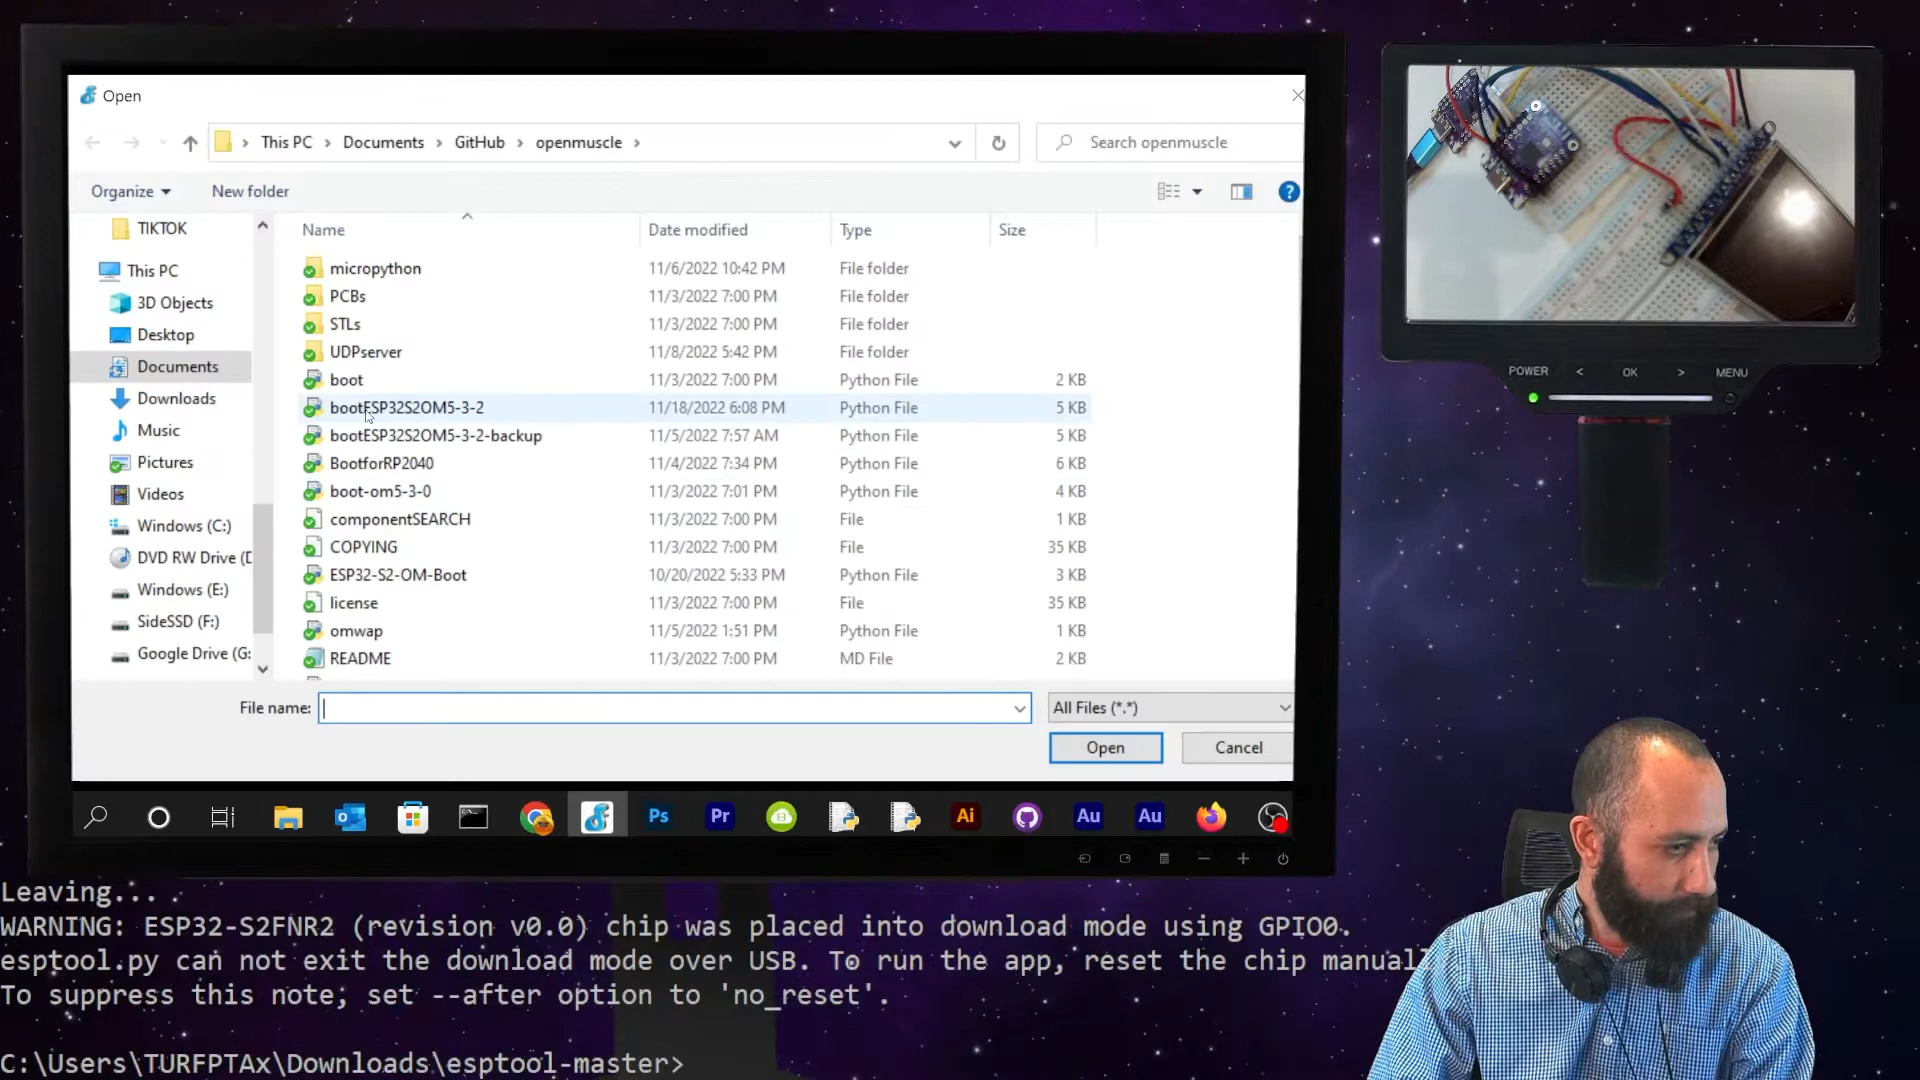 Open
This PC > Documents > GitHub > openmuscle >
Search openmuscle
Organize
New folder
TIKTOK
This PC
3D Objects
Desktop
Documents
Downloads
Music
Pictures
Videos
Windows (C:)
DVD RW Drive (D
Windows (E:)
SideSSD (F:)
Google Drive (G:
Name Date modified Type Size
micropython 11/6/2022 10:42 PM File folder
PCBs 11/3/2022 7:00 PM File folder
STLs 11/3/2022 7:00 PM File folder
UDPserver 11/8/2022 5:42 PM File folder
boot 11/3/2022 7:00 PM Python File 2 KB
bootESP32S2OM5-3-2 11/18/2022 6:08 PM Python File 5 KB
bootESP32S2OM5-3-2-backup 11/5/2022 7:57 AM Python File 5 KB
BootforRP2040 11/4/2022 7:34 PM Python File 6 KB
boot-om5-3-0 11/3/2022 7:01 PM Python File 4 KB
componentSEARCH 11/3/2022 7:00 PM File 1 KB
COPYING 11/3/2022 7:00 PM File 35 KB
ESP32-S2-OM-Boot 10/20/2022 5:33 PM Python File 3 KB
license 11/3/2022 7:00 PM File 35 KB
omwap 11/5/2022 1:51 PM Python File 1 KB
README 11/3/2022 7:00 PM MD File 2 KB
File name:
All Files (*.*)
Open
Cancel
Ps
Pr
Ai
Au
Au
POWER < OK > MENU
Leaving...
WARNING: ESP32-S2FNR2 (revision v0.0) chip was placed into download mode using GPIO0.
esptool.py can not exit the download mode over USB. To run the app, reset the chip manuall
To suppress this note, set --after option to 'no_reset'.
C:\Users\TURFPTAx\Downloads\esptool-master>